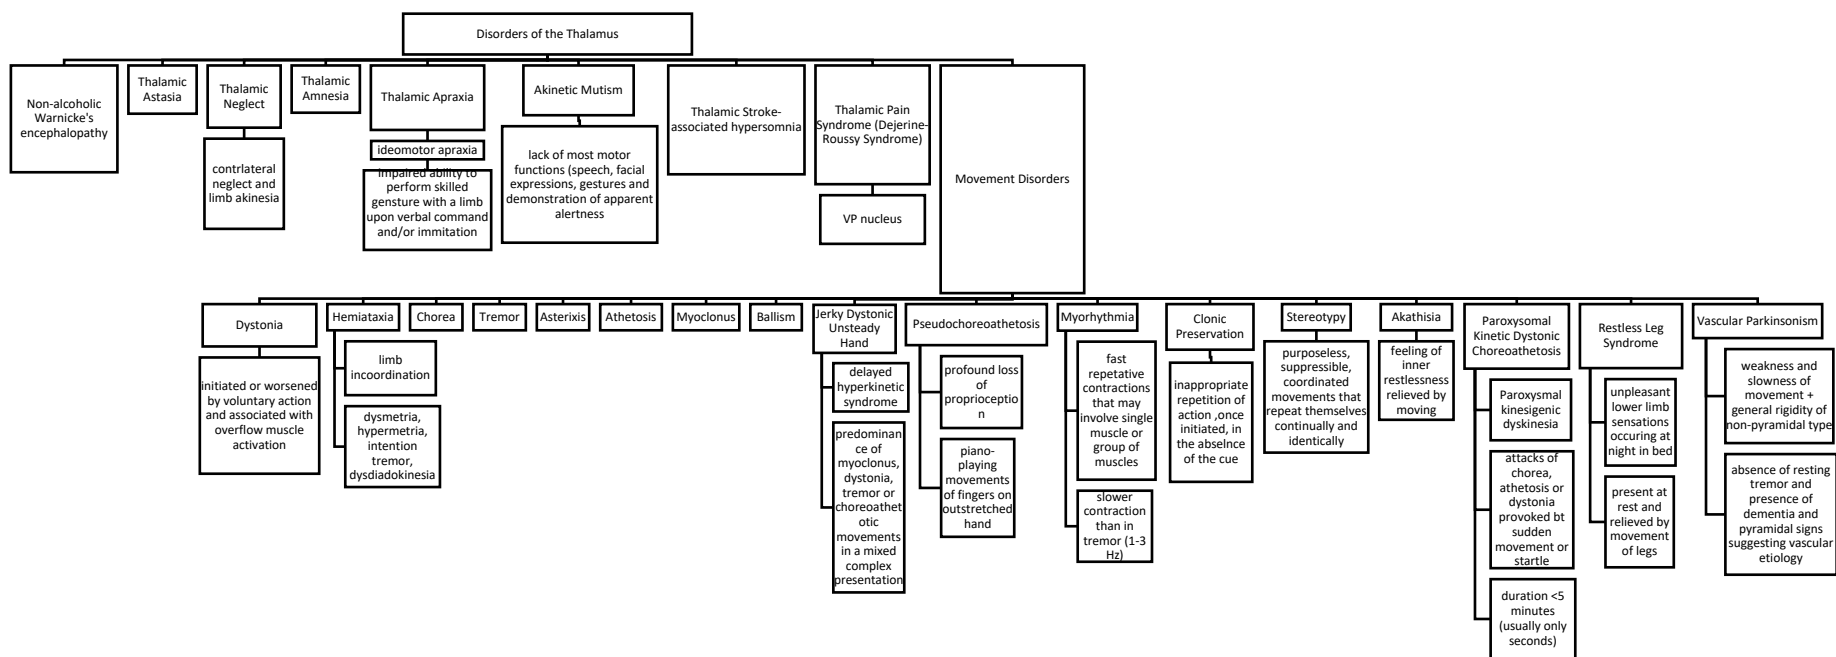 Disorders of the Thalamus
Non-alcoholic
Warnicke's
encephalopathy
Thalamic
Astasia
Thalamic
Neglect
contrlateral
neglect and
limb akinesia
Thalamic
Amnesia
Thalamic Apraxia
ideomotor apraxia
impaired ability to
perform skilled
gensture with a limb
upon verbal command
and/or immitation
Akinetic Mutism
lack of most motor
functions (speech, facial
expressions, gestures and
demonstration of apparent
alertness
Thalamic Stroke-
associated hypersomnia
Thalamic Pain
Syndrome (Dejerine-
Roussy Syndrome)
VP nucleus
Movement Disorders
Dystonia
initiated or worsened
by voluntary action
and associated with
overflow muscle
activation
Hemiataxia
limb
incoordination
dysmetria,
hypermetria,
intention
tremor,
dysdiadokinesia
Chorea
Tremor
Asterixis
Athetosis
Myoclonus
Ballism
Jerky Dystonic
Unsteady
Hand
delayed
hyperkinetic
syndrome
predominan
ce of
myoclonus,
dystonia,
tremor or
choreoathet
otic
movements
in a mixed
complex
presentation
Pseudochoreoathetosis
profound loss
of
proprioceptio
n
piano-
playing
movements
of fingers on
outstretched
hand
Myorhythmia
fast
repetative
contractions
that may
involve single
muscle or
group of
muscles
slower
contraction
than in
tremor (1-3
Hz)
Clonic
Preservation
inappropriate
repetition of
action ,once
initiated, in
the abselnce
of the cue
Stereotypy
purposeless,
suppressible,
coordinated
movements that
repeat themselves
continually and
identically
Akathisia
feeling of
inner
restlessness
relieved by
moving
Paroxysomal
Kinetic Dystonic
Choreoathetosis
Paroxysmal
kinesigenic
dyskinesia
attacks of
chorea,
athetosis or
dystonia
provoked bt
sudden
movement or
startle
duration <5
minutes
(usually only
seconds)
Restless Leg
Syndrome
unpleasant
lower limb
sensations
occuring at
night in bed
present at
rest and
relieved by
movement
of legs
Vascular Parkinsonism
weakness and
slowness of
movement +
general rigidity of
non-pyramidal type
absence of resting
tremor and
presence of
dementia and
pyramidal signs
suggesting vascular
etiology